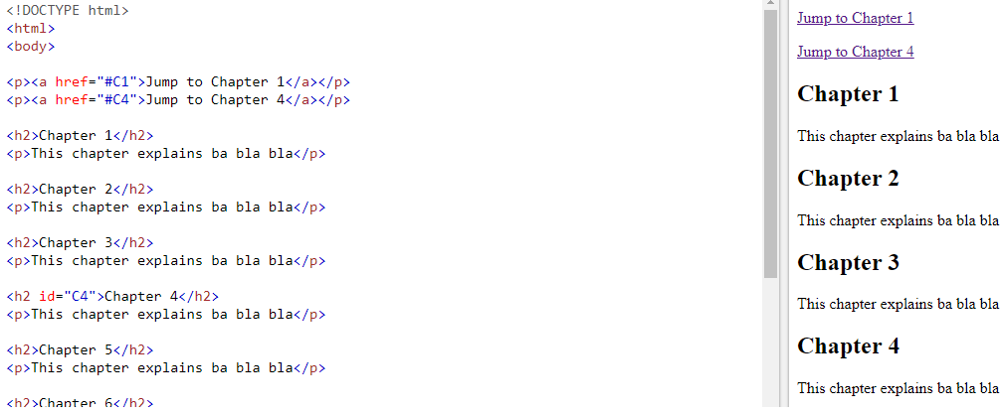 <!DOCTYPE html>
<html>
<body>
<p><a href="#C1">Jump to Chapter 1</a></p>
<p><a href="#C4">Jump to Chapter 4</a></p>
<h2>Chapter 1</h2>
<p>This chapter explains ba bla bla</p>
<h2>Chapter 2</h2>
<p>This chapter explains ba bla bla</p>
<h2>Chapter 3</h2>
<p>This chapter explains ba bla bla</p>
<h2 id="C4">Chapter 4</h2>
<p>This chapter explains ba bla bla</p>
<h2>Chapter 5</h2>
<p>This chapter explains ba bla bla</p>
<h2>Chapter 6</h2>
Jump to Chapter 1
Jump to Chapter 4
Chapter 1
This chapter explains ba bla bla
Chapter 2
This chapter explains ba bla bla
Chapter 3
This chapter explains ba bla bla
Chapter 4
This chapter explains ba bla bla